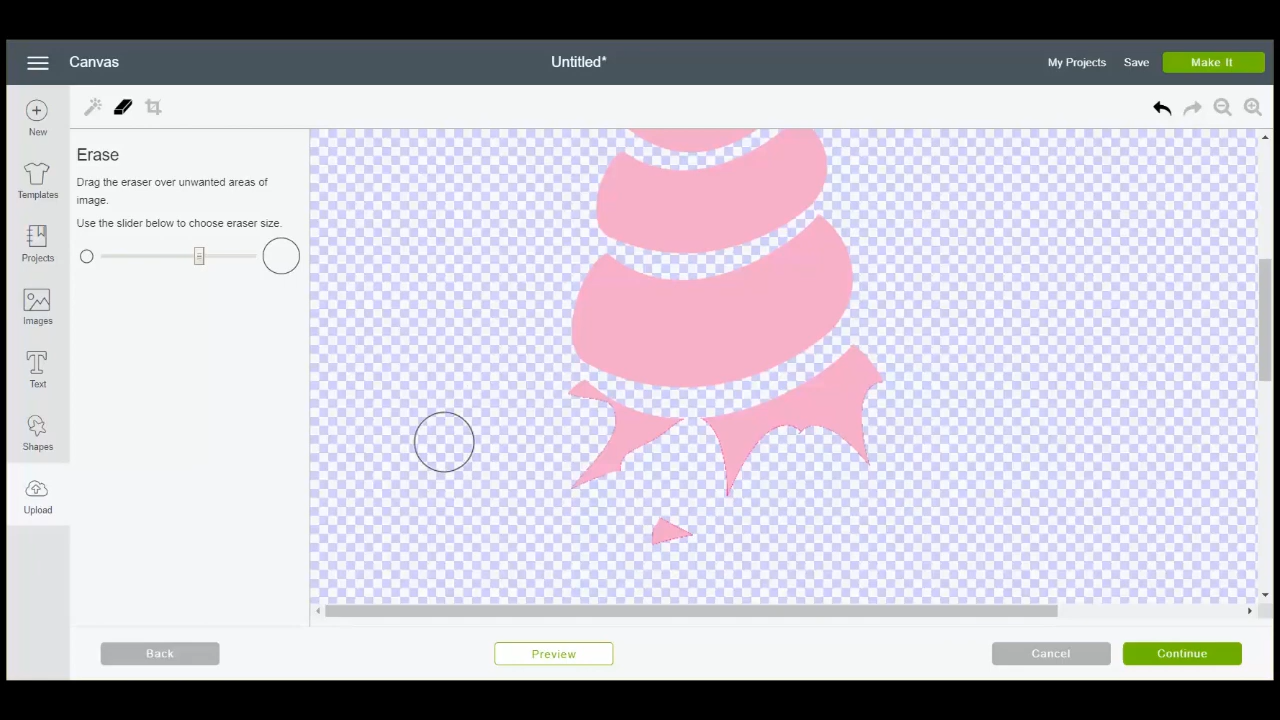 Canvas
Untitled*
My Projects
Save
Make It
New
Templates
Projects
Images
Text
Shapes
Upload
Erase
Drag the eraser over unwanted areas of
image.
Use the slider below to choose eraser size.
Back
Preview
Cancel
Continue